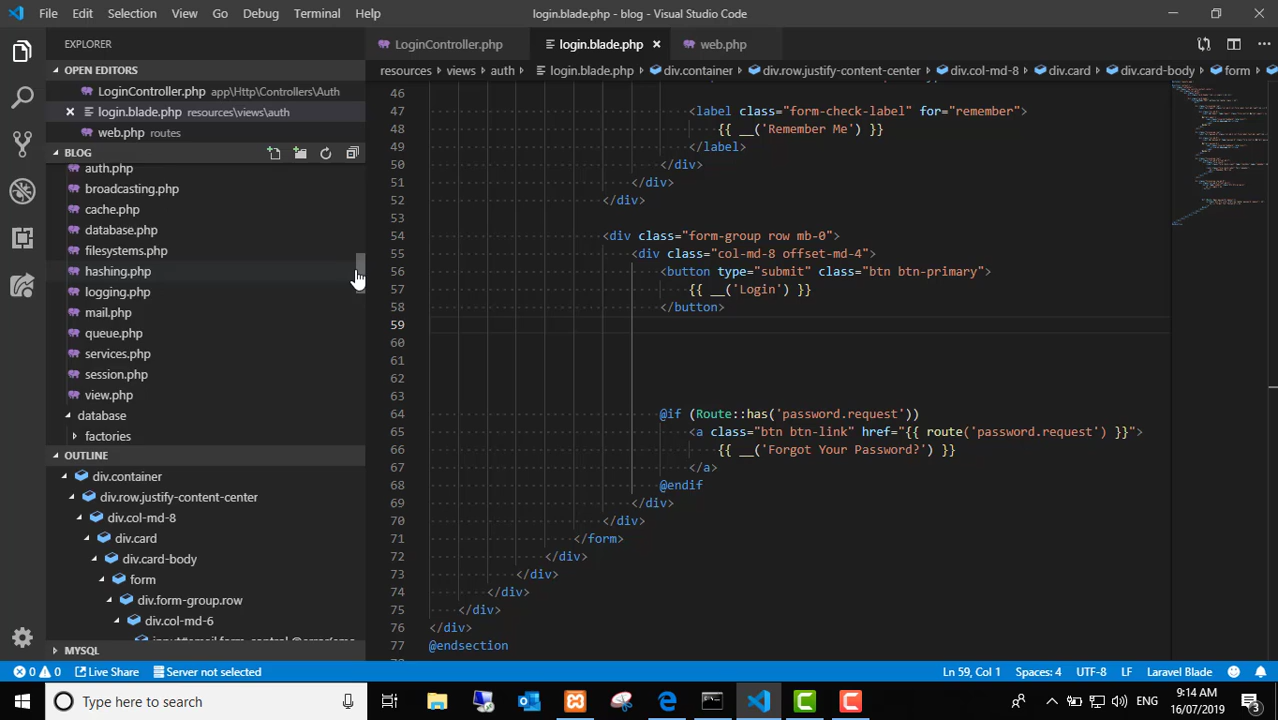 File Edit Selection View Go Debug Terminal Help login.blade.php - blog - Visual Studio Code
EXPLORER
LoginController.php login.blade.php web.php
OPEN EDITORS
resources views auth login.blade.php div.container div.row.justify-content-center div.col-md-8 div.card div.card-body form
LoginController.php app\Http\Controllers\Auth
login.blade.php resources\views\auth
web.php routes
BLOG
auth.php
broadcasting.php
cache.php
database.php
filesystems.php
hashing.php
logging.php
mail.php
queue.php
services.php
session.php
view.php
database
factories
OUTLINE
div.container
div.row.justify-content-center
div.col-md-8
div.card
div.card-body
form
div.form-group.row
div.col-md-6
MYSQL
46
47 <label class="form-check-label" for="remember">
48 {{ __('Remember Me') }}
49 </label>
50 </div>
51 </div>
52 </div>
53
54 <div class="form-group row mb-0">
55 <div class="col-md-8 offset-md-4">
56 <button type="submit" class="btn btn-primary">
57 {{ __('Login') }}
58 </button>
59
60
61
62
63
64 @if (Route::has('password.request'))
65 <a class="btn btn-link" href="{{ route('password.request') }}">
66 {{ __('Forgot Your Password?') }}
67 </a>
68 @endif
69 </div>
70 </div>
71 </form>
72 </div>
73 </div>
74 </div>
75 </div>
76 </div>
77 @endsection
0 0 Live Share Server not selected Ln 59, Col 1 Spaces: 4 UTF-8 LF Laravel Blade
Type here to search
ENG
9:14 AM
16/07/2019
3